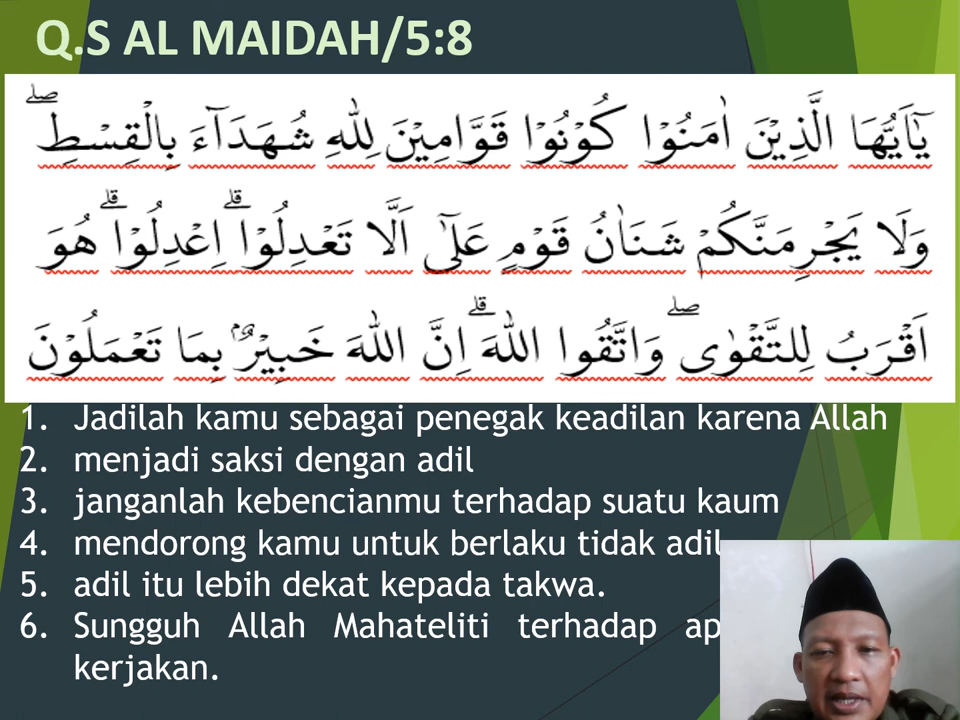 Q.S AL MAIDAH/5:8
يٰٓاَيُّهَا الَّذِيْنَ اٰمَنُوْا كُوْنُوْا قَوَّامِيْنَ لِلّٰهِ شُهَدَاۤءَ بِالْقِسْطِۖ
وَلَا يَجْرِمَنَّكُمْ شَنَاٰنُ قَوْمٍ عَلٰٓى اَلَّا تَعْدِلُوْاۗ اِعْدِلُوْاۗ هُوَ
اَقْرَبُ لِلتَّقْوٰىۖ وَاتَّقُوا اللّٰهَۗ اِنَّ اللّٰهَ خَبِيْرٌۢ بِمَا تَعْمَلُوْنَ
1. Jadilah kamu sebagai penegak keadilan karena Allah
2. menjadi saksi dengan adil
3. janganlah kebencianmu terhadap suatu kaum
4. mendorong kamu untuk berlaku tidak adil
5. adil itu lebih dekat kepada takwa.
6. Sungguh Allah Mahateliti terhadap
kerjakan.